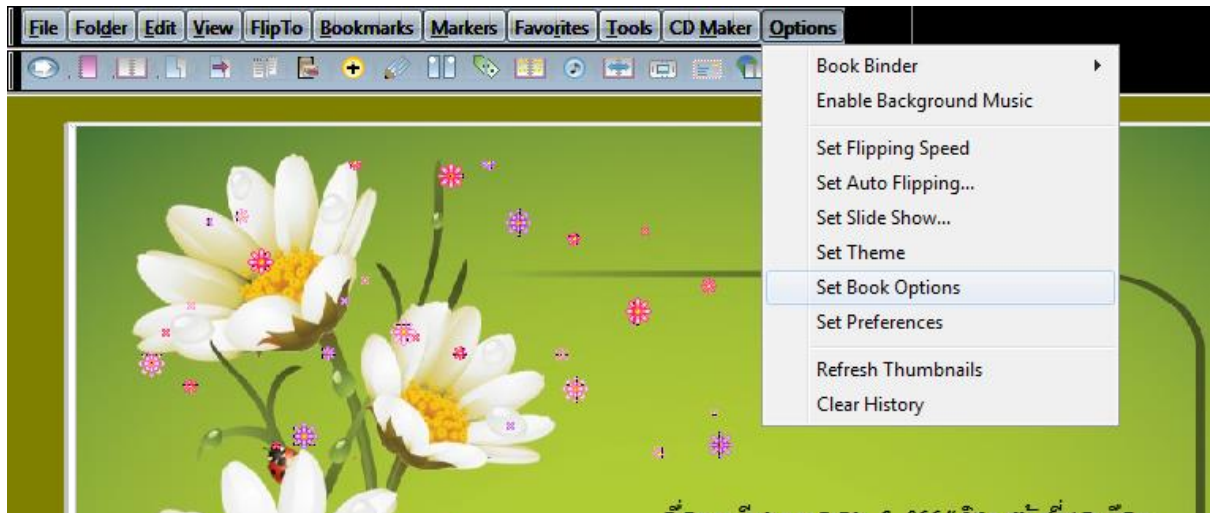 File Folder Edit View FlipTo Bookmarks Markers Favorites Tools CD Maker Options
Book Binder
Enable Background Music
Set Flipping Speed
Set Auto Flipping...
Set Slide Show...
Set Theme
Set Book Options
Set Preferences
Refresh Thumbnails
Clear History